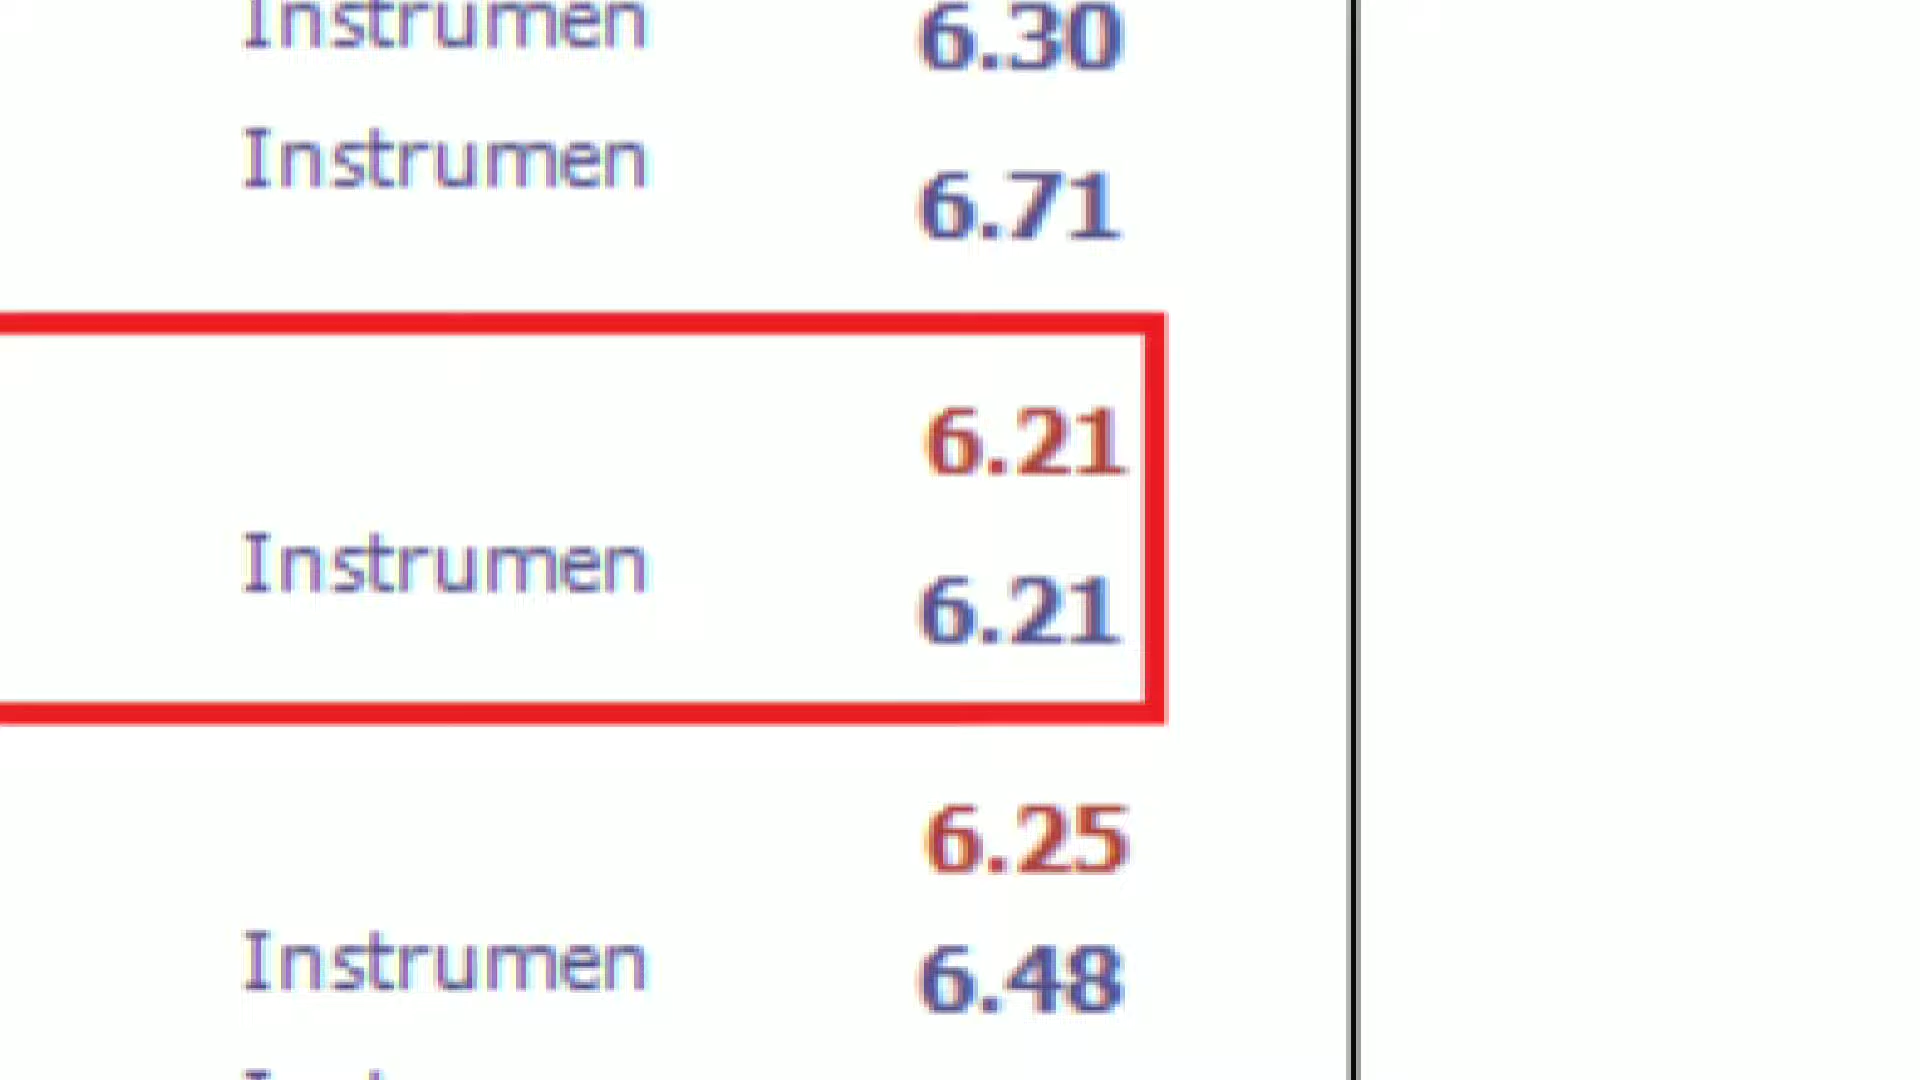 Instrumen 6.30
Instrumen 6.71
6.21
Instrumen 6.21
6.25
Instrumen 6.48